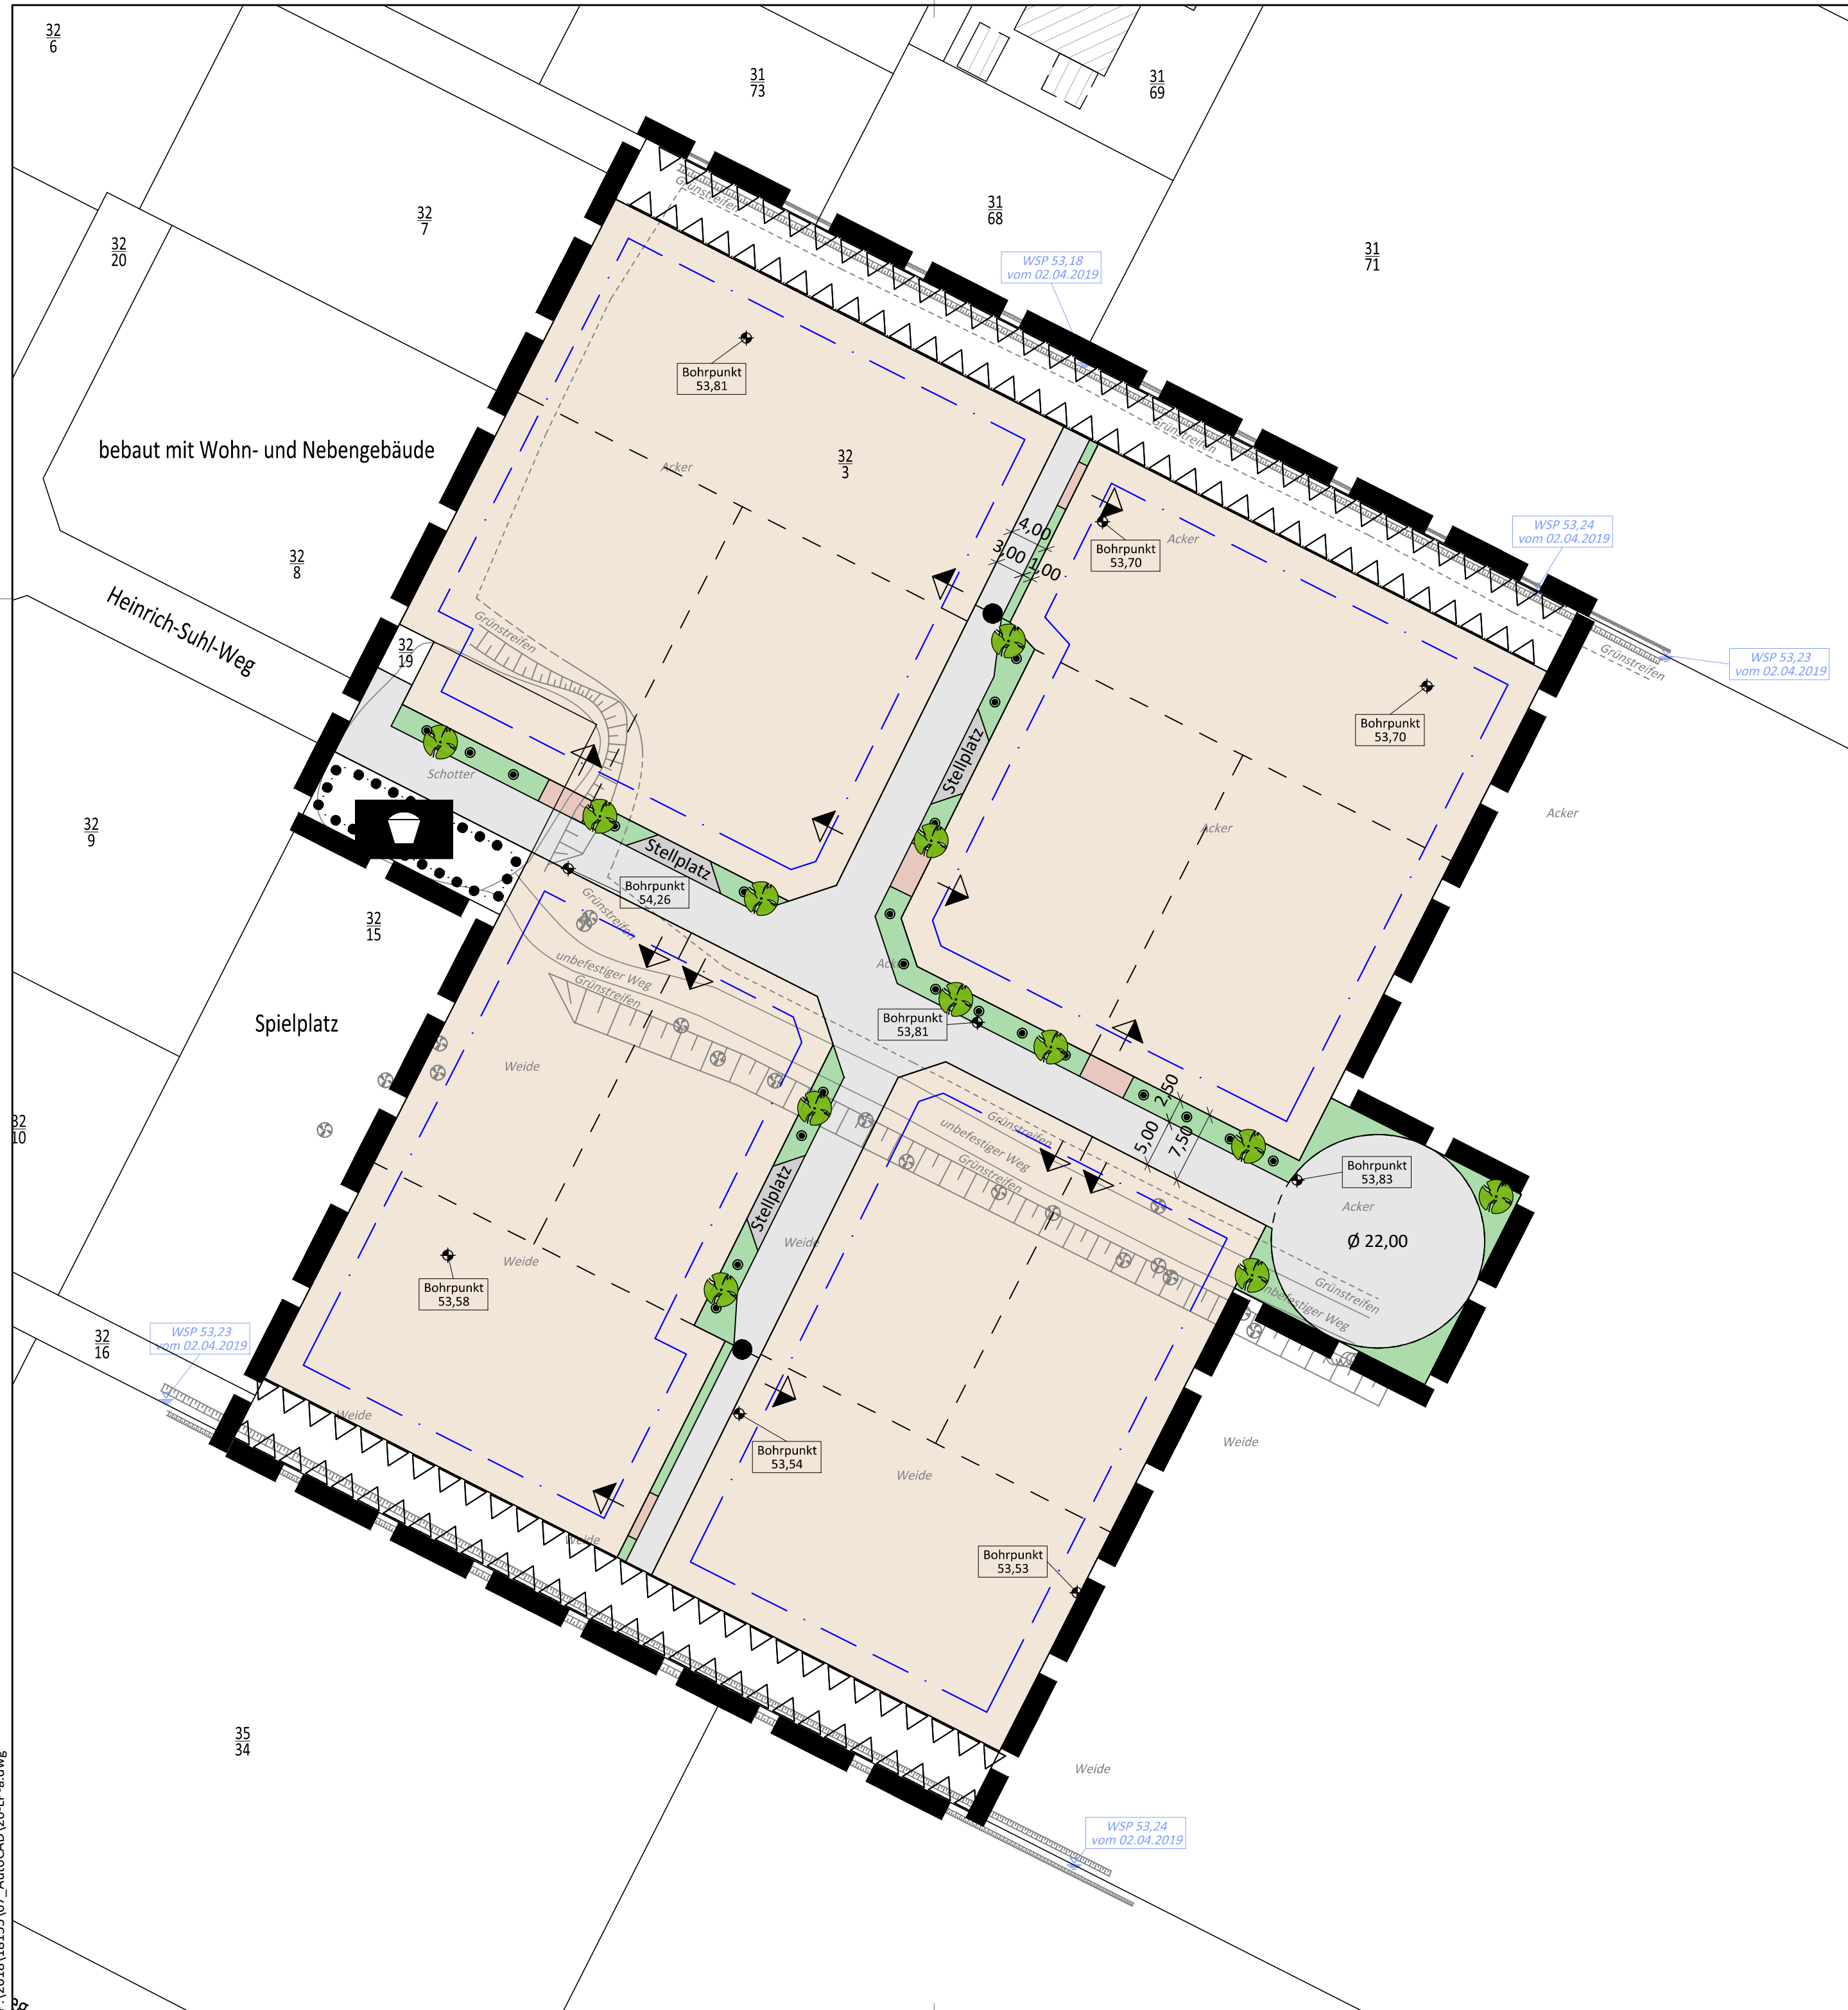 32
6
31
73
31
69
32
7
32
20
31
68
31
71
Grünstreifen
WSP 53,18
vom 02.04.2019
Bohrpunkt
53,81
bebaut mit Wohn- und Nebengebäude
Acker
32
3
Grünstreifen
4,00
3,00
1,00
Bohrpunkt
53,70
Acker
WSP 53,24
vom 02.04.2019
32
8
Heinrich-Suhl-Weg
32
19
Grünstreifen
Grünstreifen
WSP 53,23
vom 02.04.2019
Bohrpunkt
53,70
Schotter
Stellplatz
32
9
Acker
Acker
Stellplatz
Bohrpunkt
54,26
Grünstreifen
32
15
unbefestiger Weg
Grünstreifen
Acker
Spielplatz
Bohrpunkt
53,81
Weide
32
10
2,50
5,00
7,50
Grünstreifen
unbefestiger Weg
Grünstreifen
Bohrpunkt
53,83
Acker
Stellplatz
Weide
Ø 22,00
Weide
Bohrpunkt
53,58
Grünstreifen
unbefestiger Weg
32
16
WSP 53,23
vom 02.04.2019
Weide
Bohrpunkt
53,54
Weide
Weide
Weide
Bohrpunkt
53,53
35
34
Weide
WSP 53,24
vom 02.04.2019